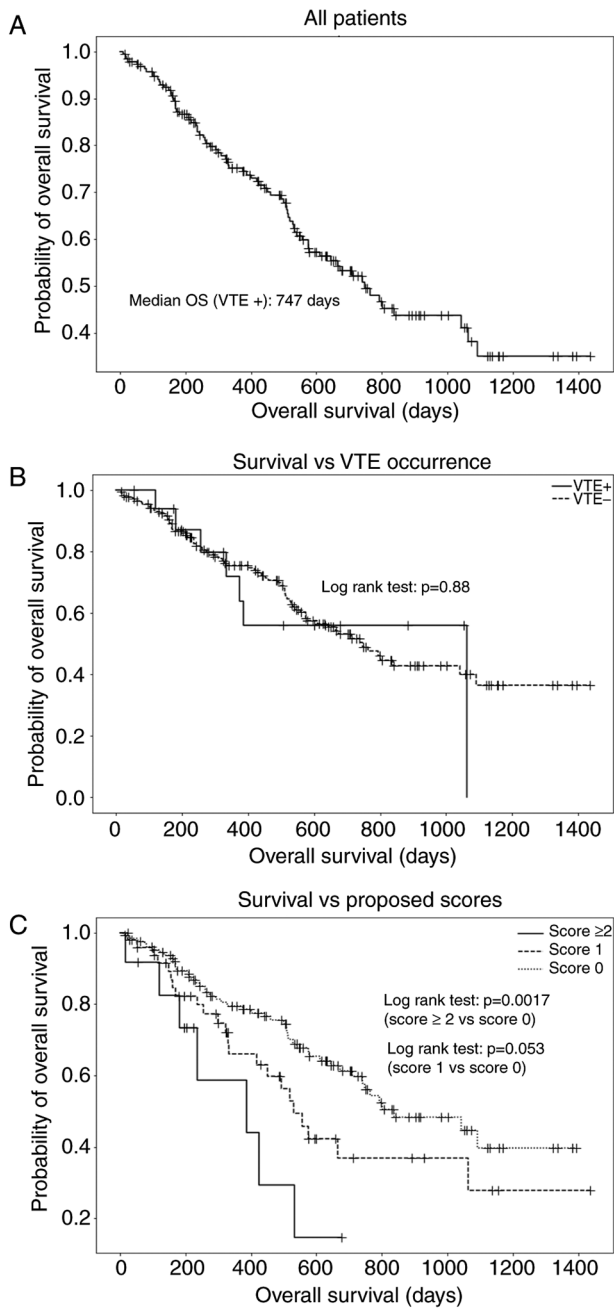 A
All patients
1.0
0.9
0.8
0.7
0.6
0.5
0.4
Probability of overall survival
Median OS (VTE +): 747 days
0 200 400 600 800 1000 1200 1400
Overall survival (days)
B
Survival vs VTE occurrence
1.0
0.8
0.6
0.4
0.2
0.0
Probability of overall survival
VTE+
VTE–
Log rank test: p=0.88
0 200 400 600 800 1000 1200 1400
Overall survival (days)
C
Survival vs proposed scores
1.0
0.8
0.6
0.4
0.2
Probability of overall survival
Score ≥2
Score 1
Score 0
Log rank test: p=0.0017
(score ≥ 2 vs score 0)
Log rank test: p=0.053
(score 1 vs score 0)
0 200 400 600 800 1000 1200 1400
Overall survival (days)